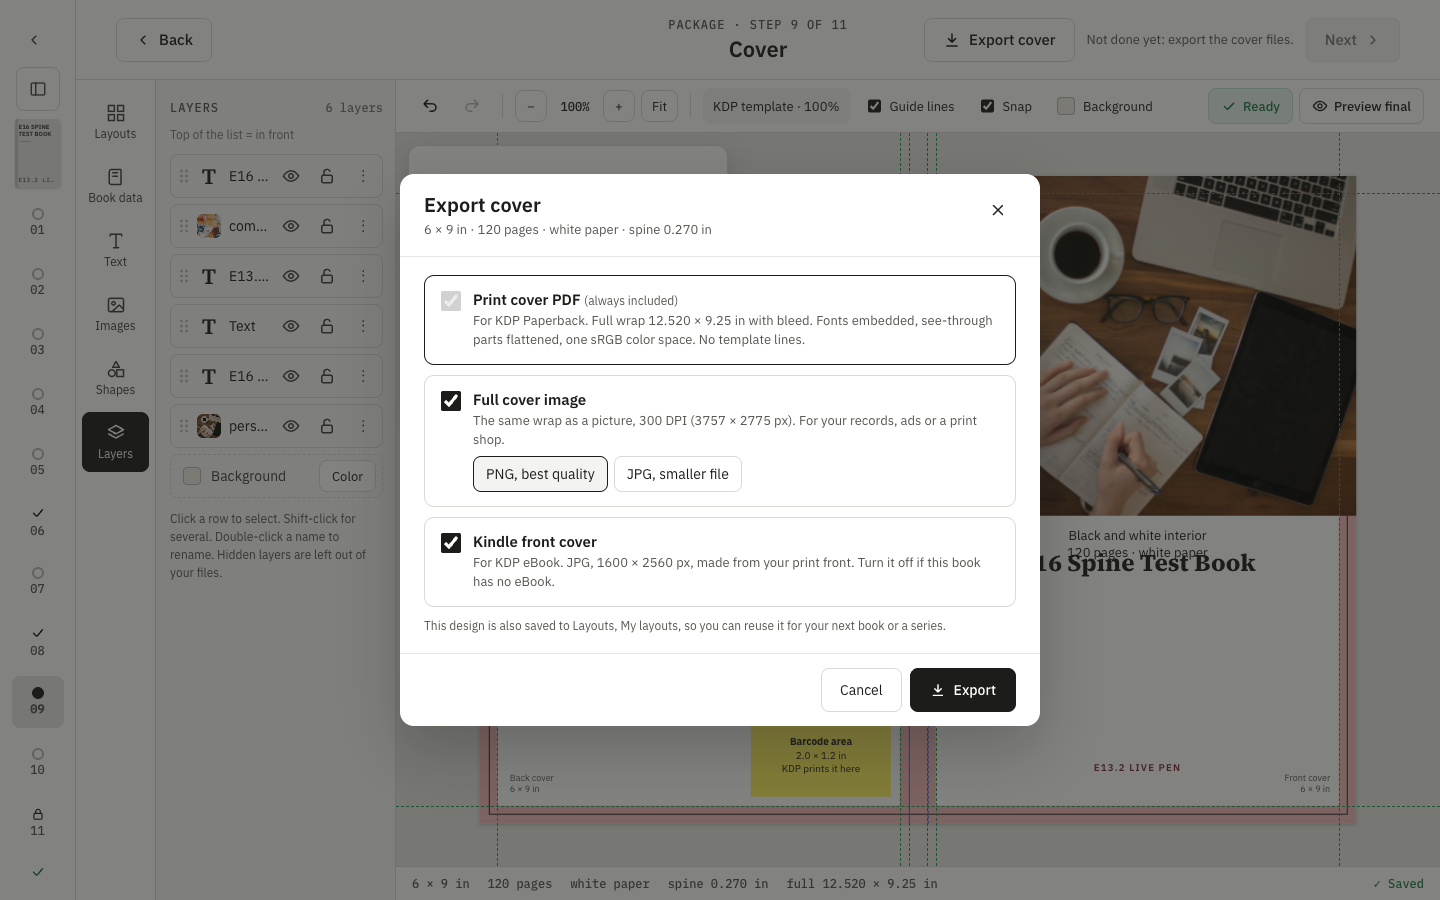 Back
PACKAGE · STEP 9 OF 11
Cover
Export cover
Not done yet: export the cover files.
Next
E16 SPINE
TEST BOOK
E13.2 LI…
01
02
03
04
05
06
07
08
09
10
11
Layouts
Book data
Text
Images
Shapes
Layers
LAYERS
6 layers
Top of the list = in front
E16 ...
com...
E13....
Text
E16 ...
pers...
Background
Color
Click a row to select. Shift-click for
several. Double-click a name to
rename. Hidden layers are left out of
your files.
−
100%
+
Fit
KDP template · 100%
Guide lines
Snap
Background
Ready
Preview final
Export cover
6 × 9 in · 120 pages · white paper · spine 0.270 in
Print cover PDF (always included)
For KDP Paperback. Full wrap 12.520 × 9.25 in with bleed. Fonts embedded, see-through
parts flattened, one sRGB color space. No template lines.
Full cover image
The same wrap as a picture, 300 DPI (3757 × 2775 px). For your records, ads or a print
shop.
PNG, best quality
JPG, smaller file
Kindle front cover
For KDP eBook. JPG, 1600 × 2560 px, made from your print front. Turn it off if this book
has no eBook.
This design is also saved to Layouts, My layouts, so you can reuse it for your next book or a series.
Cancel
Export
Black and white interior
120 pages · white paper
16 Spine Test Book
Barcode area
2.0 × 1.2 in
KDP prints it here
Back cover
6 × 9 in
E13.2 LIVE PEN
Front cover
6 × 9 in
6 × 9 in
120 pages
white paper
spine 0.270 in
full 12.520 × 9.25 in
✓ Saved